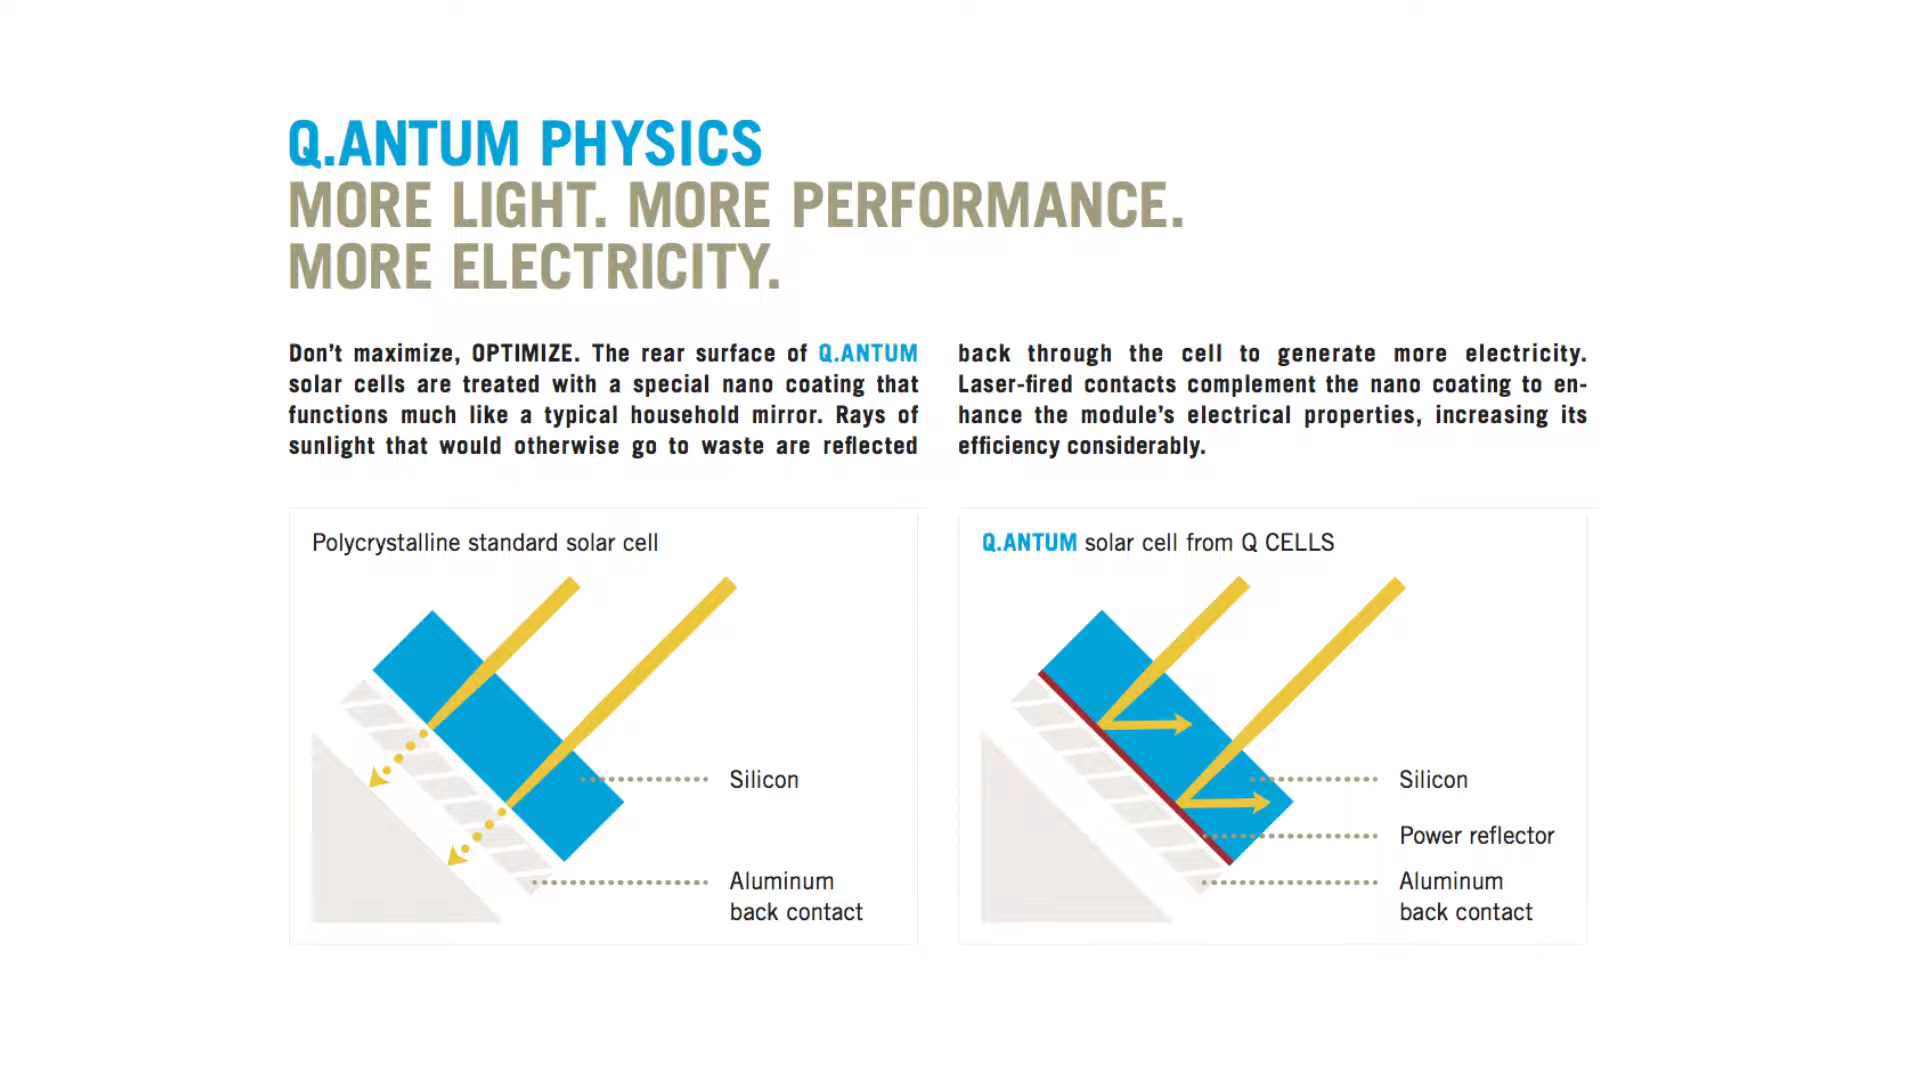 Q.ANTUM PHYSICS
MORE LIGHT. MORE PERFORMANCE.
MORE ELECTRICITY.
Don't maximize, OPTIMIZE. The rear surface of Q.ANTUM
solar cells are treated with a special nano coating that
functions much like a typical household mirror. Rays of
sunlight that would otherwise go to waste are reflected
back through the cell to generate more electricity.
Laser-fired contacts complement the nano coating to en-
hance the module's electrical properties, increasing its
efficiency considerably.
Polycrystalline standard solar cell
Silicon
Aluminum
back contact
Q.ANTUM solar cell from Q CELLS
Silicon
Power reflector
Aluminum
back contact